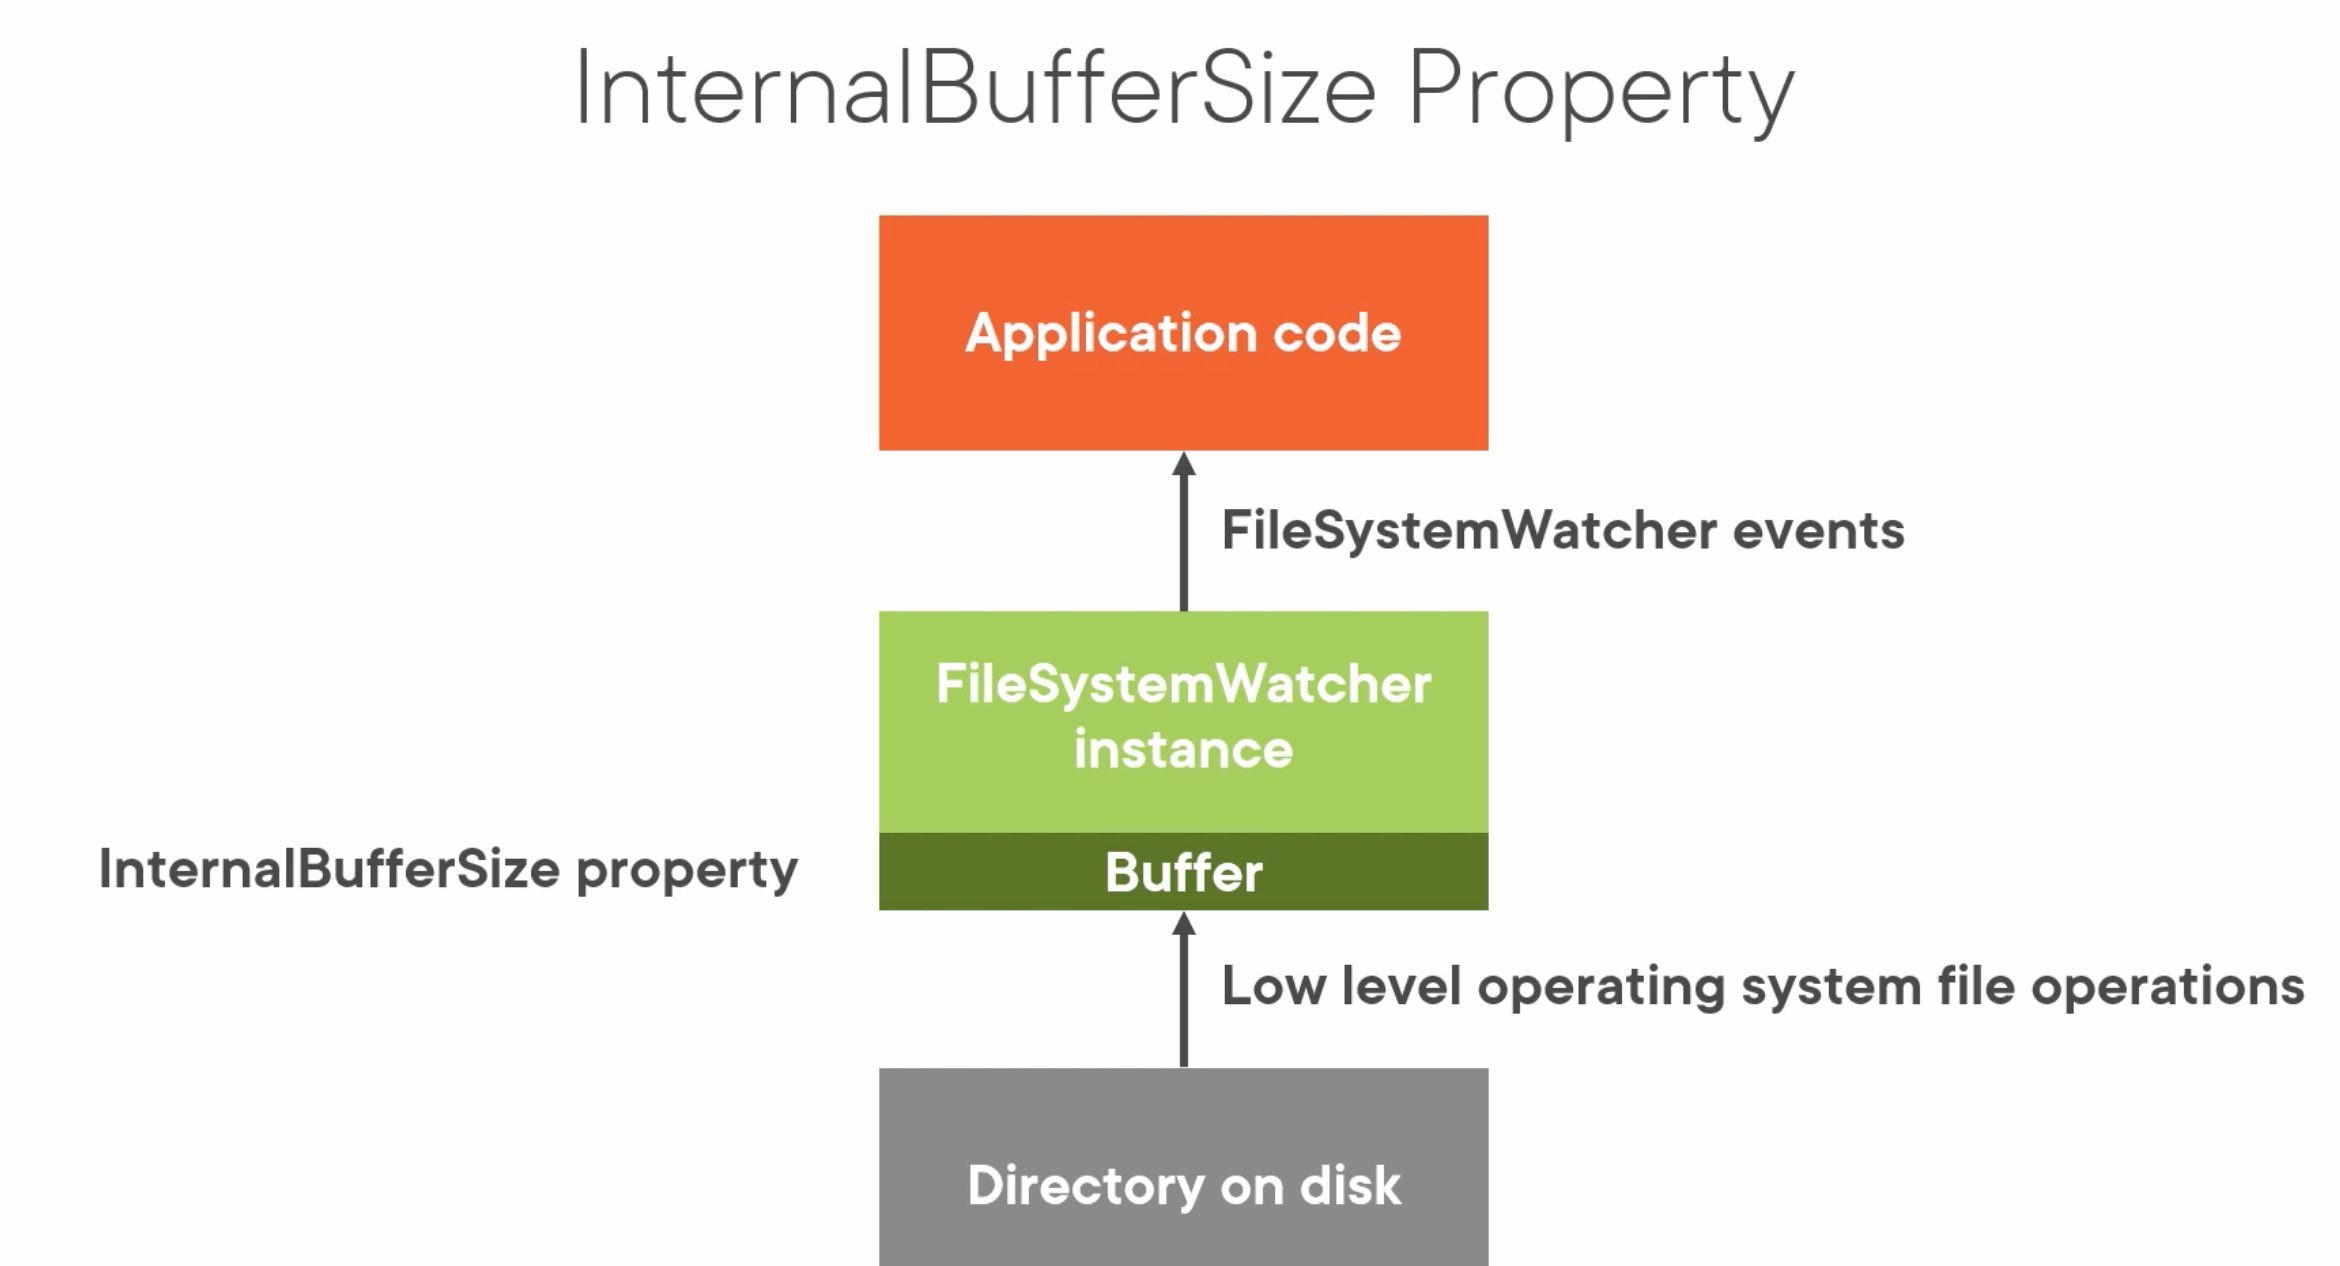 InternalBufferSize Property
Application code
FileSystemWatcher events
FileSystemWatcher
instance
InternalBufferSize property
Buffer
Low level operating system file operations
Directory on disk